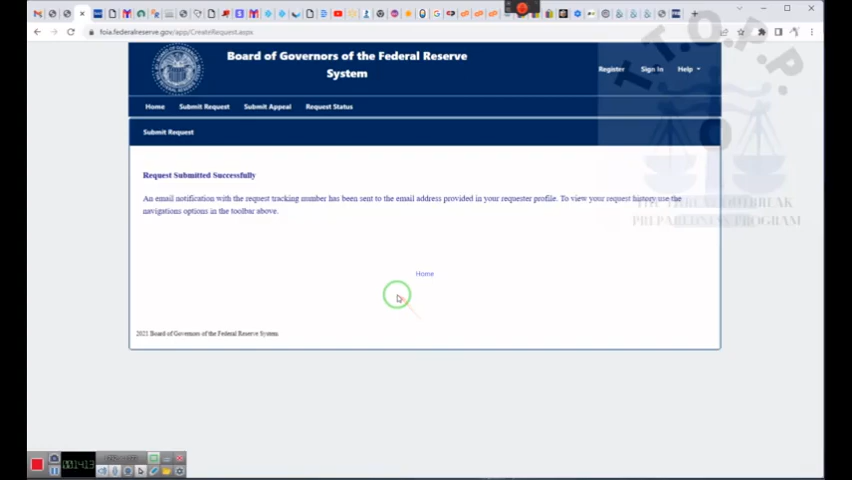 foia.federalreserve.gov/app/CreateRequest.aspx
Board of Governors of the Federal Reserve
System
Register Sign In Help
Home Submit Request Submit Appeal Request Status
Submit Request
Request Submitted Successfully
An email notification with the request tracking number has been sent to the email address provided in your requester profile. To view your request history use the
navigations options in the toolbar above.
Home
2021 Board of Governors of the Federal Reserve System
T.T.O.P.P.
PREPAREDNESS PROGRAM